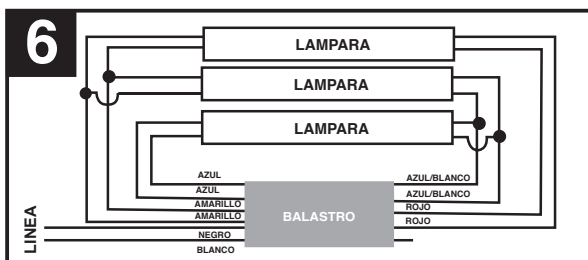 6
LAMPARA
LAMPARA
LAMPARA
AZUL
AZUL
AMARILLO
AMARILLO
NEGRO
BLANCO
LINEA
BALASTRO
AZUL/BLANCO
AZUL/BLANCO
ROJO
ROJO